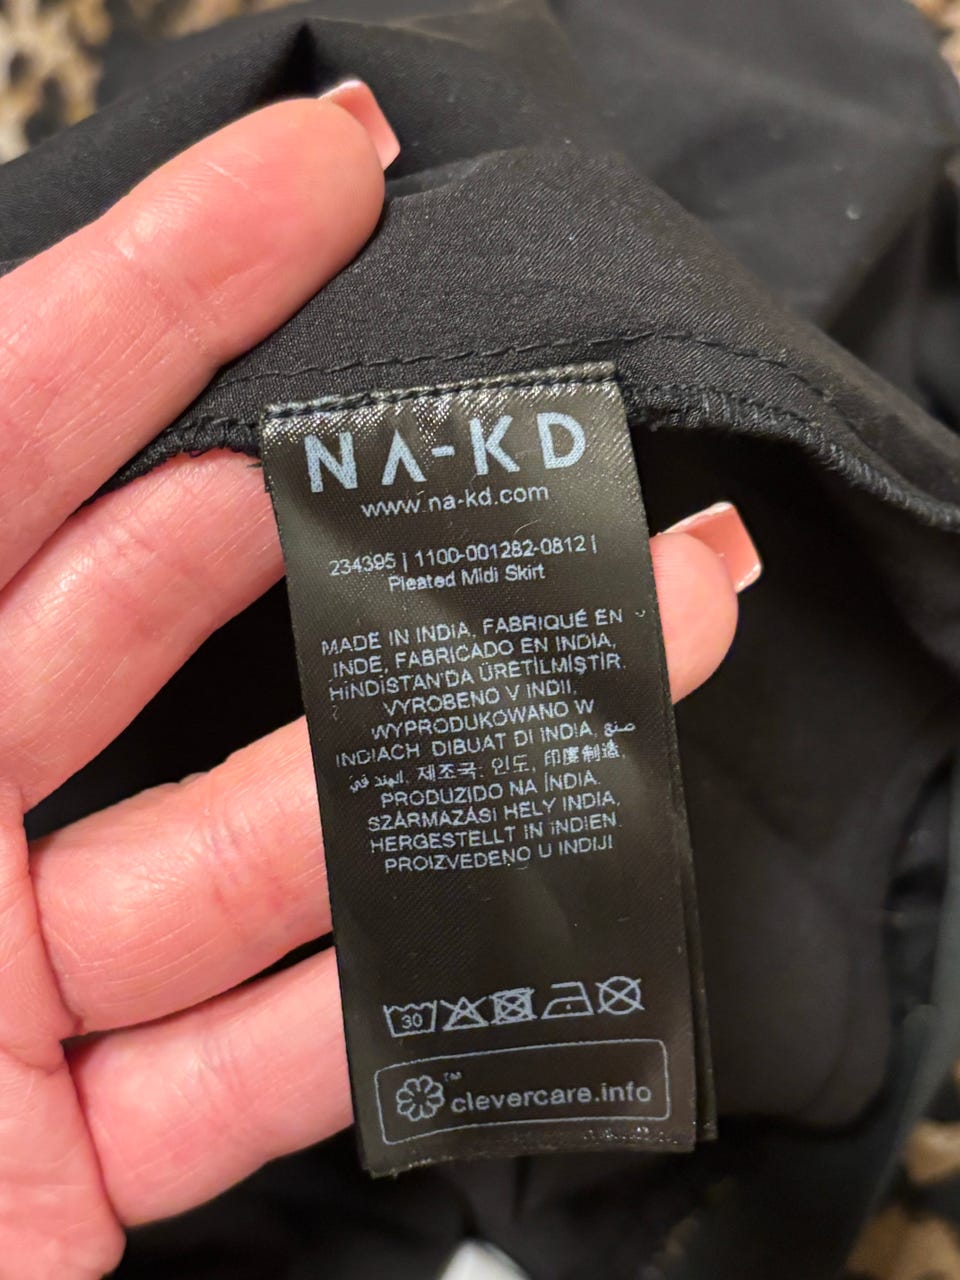 NA-KD
www.na-kd.com
234395 | 1100-001282-0812 |
Pleated Midi Skirt
MADE IN INDIA, FABRIQUÉ EN
INDE, FABRICADO EN INDIA,
HİNDİSTAN'DA ÜRETİLMİŞTİR.
VYROBENO V INDII,
WYPRODUKOWANO W
INDIACH, DIBUAT DI INDIA, صنع
في الهند, 제조국: 인도, 印度制造,
PRODUZIDO NA ÍNDIA.
SZÁRMAZÁSI HELY INDIA,
HERGESTELLT IN INDIEN.
PROIZVEDENO U INDIJI
30
™
clevercare.info